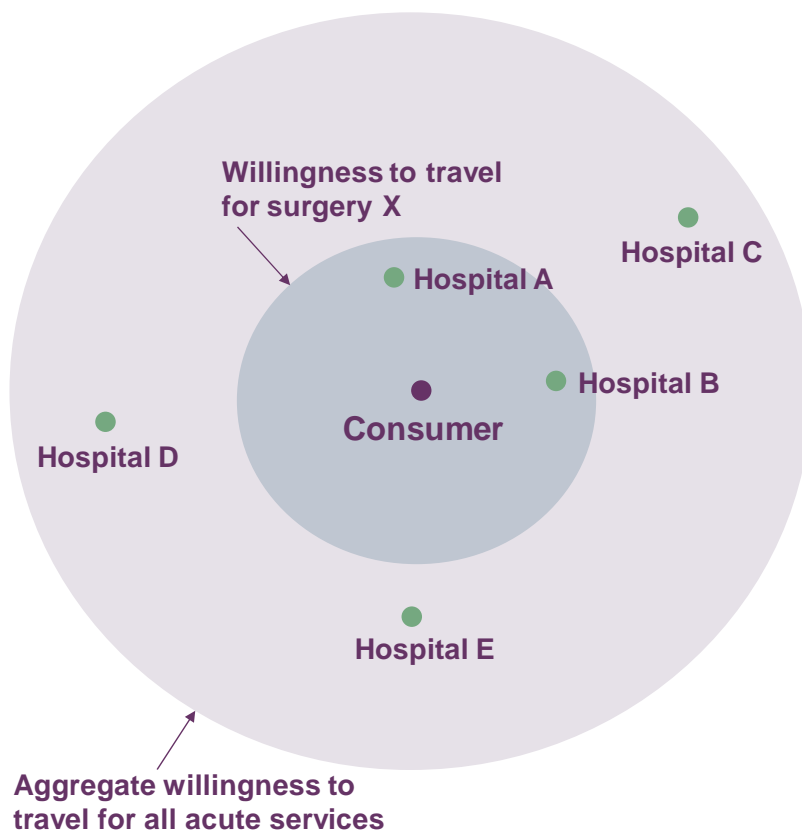 Willingness to travel
for surgery X
Hospital C
Hospital A
Hospital B
Consumer
Hospital D
Hospital E
Aggregate willingness to
travel for all acute services